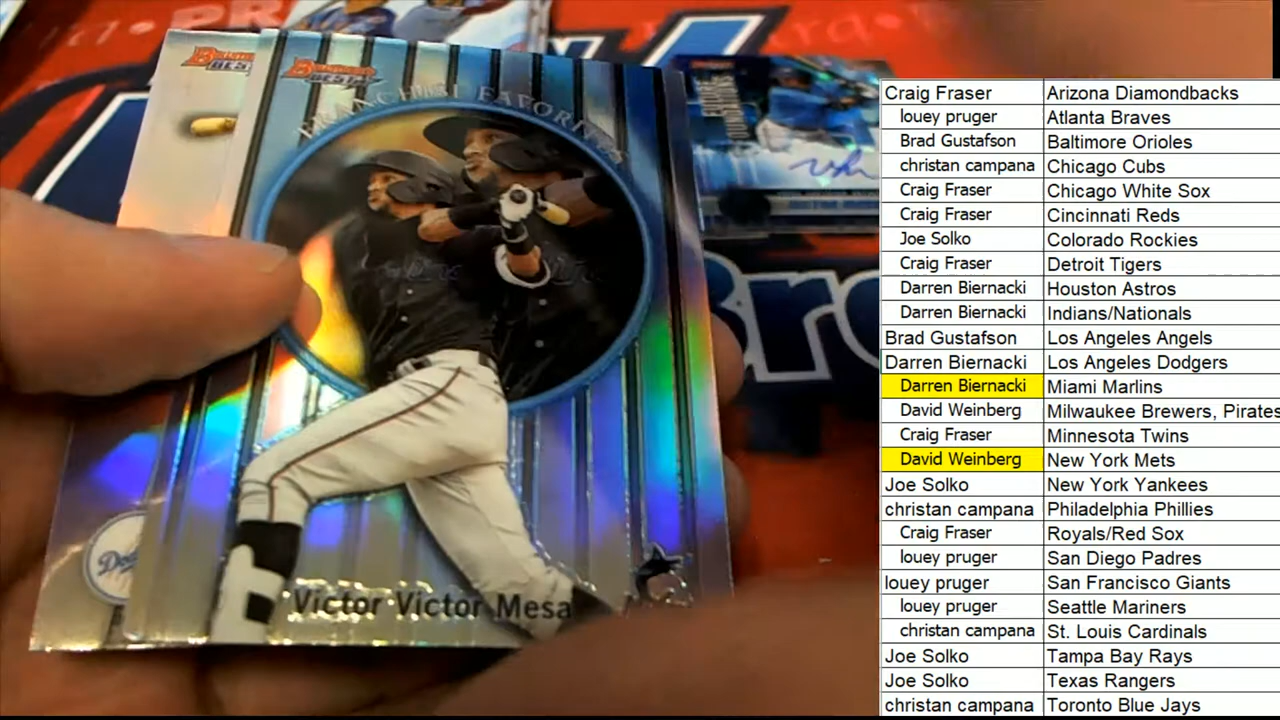 PR
BOWMAN'S BEST
BOWMAN'S BEST
FRANCHISE FAVORITES
Victor Victor Mesa
Dodgers
Bro
Craig Fraser Arizona Diamondbacks
louey pruger Atlanta Braves
Brad Gustafson Baltimore Orioles
christan campana Chicago Cubs
Craig Fraser Chicago White Sox
Craig Fraser Cincinnati Reds
Joe Solko Colorado Rockies
Craig Fraser Detroit Tigers
Darren Biernacki Houston Astros
Darren Biernacki Indians/Nationals
Brad Gustafson Los Angeles Angels
Darren Biernacki Los Angeles Dodgers
Darren Biernacki Miami Marlins
David Weinberg Milwaukee Brewers, Pirates
Craig Fraser Minnesota Twins
David Weinberg New York Mets
Joe Solko New York Yankees
christan campana Philadelphia Phillies
Craig Fraser Royals/Red Sox
louey pruger San Diego Padres
louey pruger San Francisco Giants
louey pruger Seattle Mariners
christan campana St. Louis Cardinals
Joe Solko Tampa Bay Rays
Joe Solko Texas Rangers
christan campana Toronto Blue Jays